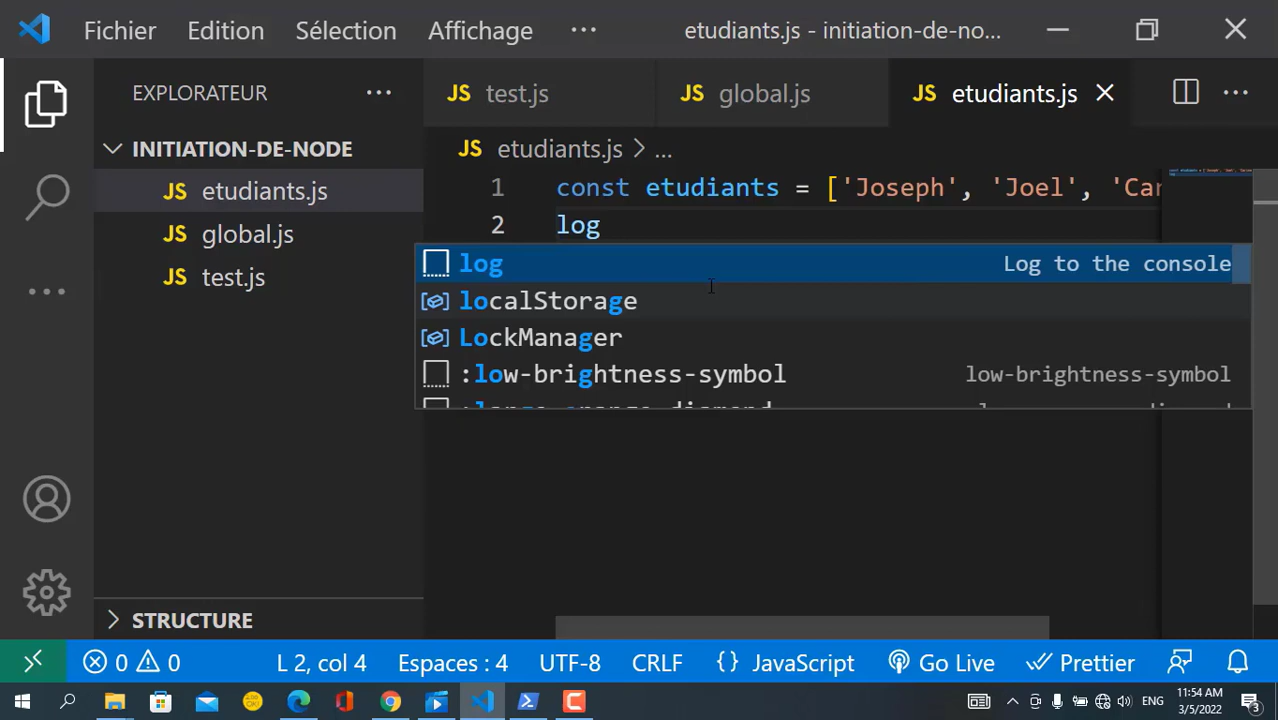 Fichier Edition Sélection Affichage ··· etudiants.js - initiation-de-no...
EXPLORATEUR ···
JS test.js JS global.js JS etudiants.js ···
INITIATION-DE-NODE
JS etudiants.js
JS global.js
JS test.js
STRUCTURE
JS etudiants.js > ...
1 const etudiants = ['Joseph', 'Joel', 'Car
2 log
log Log to the console
localStorage
LockManager
:low-brightness-symbol low-brightness-symbol
0 0 L 2, col 4 Espaces : 4 UTF-8 CRLF {} JavaScript Go Live Prettier
ENG 11:54 AM
3/5/2022 3